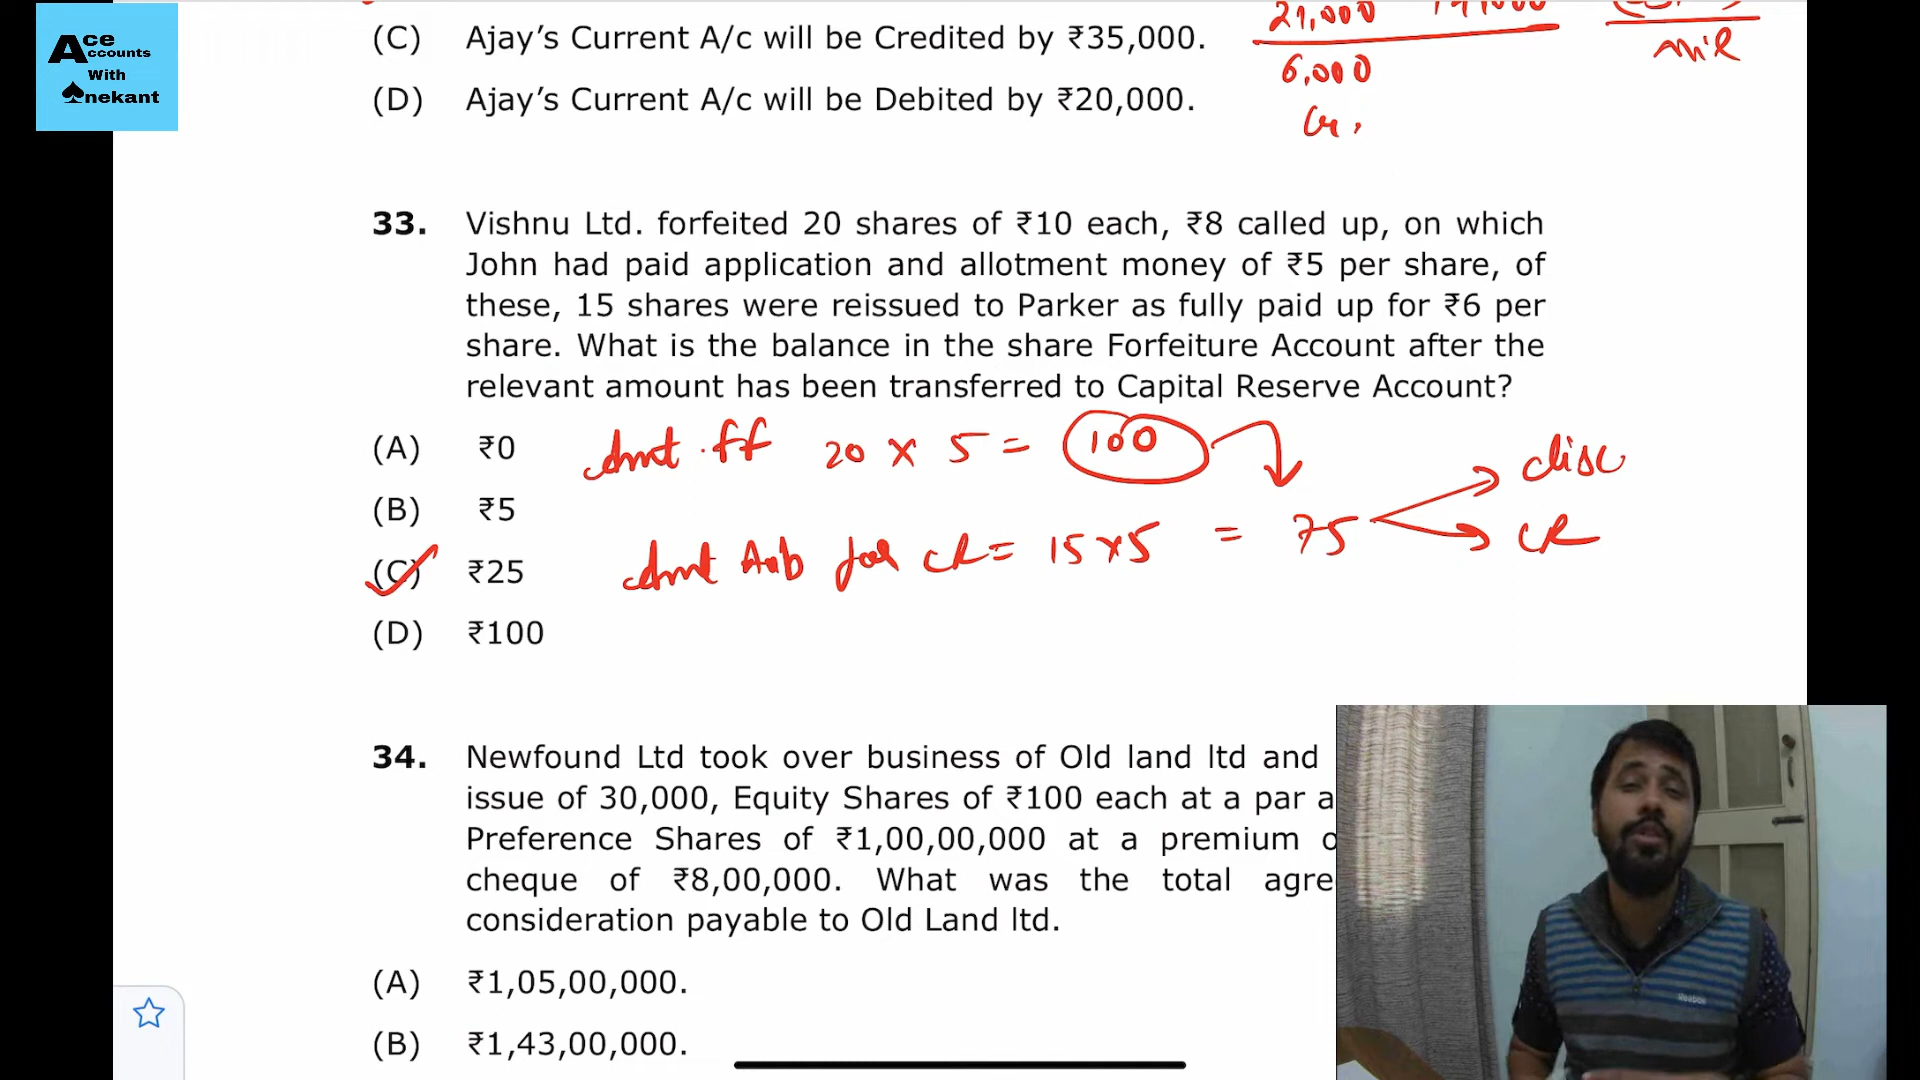 Ace
Accounts
With
Anekant
21,000
(C) Ajay’s Current A/c will be Credited by ₹35,000.
nil
6,000
(D) Ajay’s Current A/c will be Debited by ₹20,000.
Cr.
33. Vishnu Ltd. forfeited 20 shares of ₹10 each, ₹8 called up, on which
John had paid application and allotment money of ₹5 per share, of
these, 15 shares were reissued to Parker as fully paid up for ₹6 per
share. What is the balance in the share Forfeiture Account after the
relevant amount has been transferred to Capital Reserve Account?
(A) ₹0
Amt. ff 20 x 5 = 100
disc
(B) ₹5
Amt Avb for CR = 15 x 5 = 75
CR
(C) ₹25
(D) ₹100
34. Newfound Ltd took over business of Old land ltd and
issue of 30,000, Equity Shares of ₹100 each at a par a
Preference Shares of ₹1,00,00,000 at a premium o
cheque of ₹8,00,000. What was the total agre
consideration payable to Old Land ltd.
(A) ₹1,05,00,000.
(B) ₹1,43,00,000.
Reebok